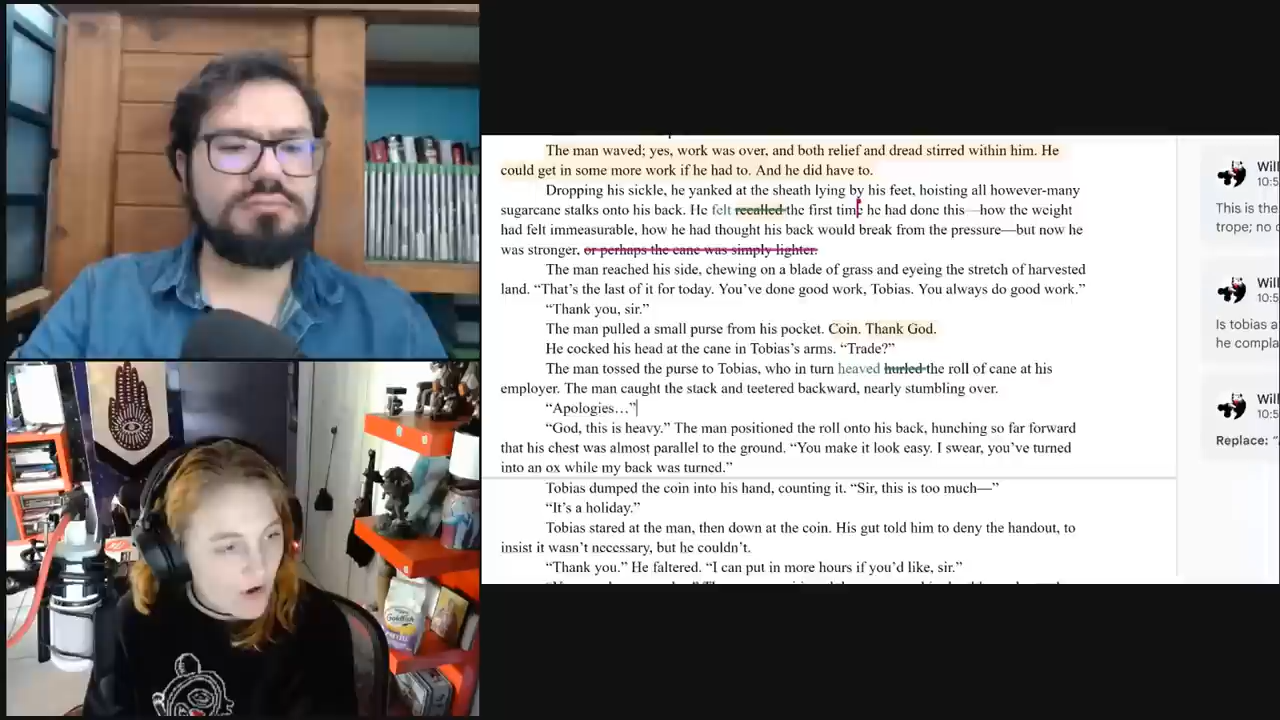 The man waved; yes, work was over, and both relief and dread stirred within him. He
could get in some more work if he had to. And he did have to.
Dropping his sickle, he yanked at the sheath lying by his feet, hoisting all however-many
sugarcane stalks onto his back. He felt recalled the first time he had done this—how the weight
had felt immeasurable, how he had thought his back would break from the pressure—but now he
was stronger, or perhaps the cane was simply lighter.
The man reached his side, chewing on a blade of grass and eyeing the stretch of harvested
land. “That’s the last of it for today. You’ve done good work, Tobias. You always do good work.”
“Thank you, sir.”
The man pulled a small purse from his pocket. Coin. Thank God.
He cocked his head at the cane in Tobias’s arms. “Trade?”
The man tossed the purse to Tobias, who in turn heaved hurled the roll of cane at his
employer. The man caught the stack and teetered backward, nearly stumbling over.
“Apologies…”
“God, this is heavy.” The man positioned the roll onto his back, hunching so far forward
that his chest was almost parallel to the ground. “You make it look easy. I swear, you’ve turned
into an ox while my back was turned.”
Tobias dumped the coin into his hand, counting it. “Sir, this is too much—”
“It’s a holiday.”
Tobias stared at the man, then down at the coin. His gut told him to deny the handout, to
insist it wasn’t necessary, but he couldn’t.
“Thank you.” He faltered. “I can put in more hours if you’d like, sir.”
Will
10:5
This is the
trope; no
Will
10:5
Is tobias a
he compla
Will
10:5
Replace: “
Goldfish